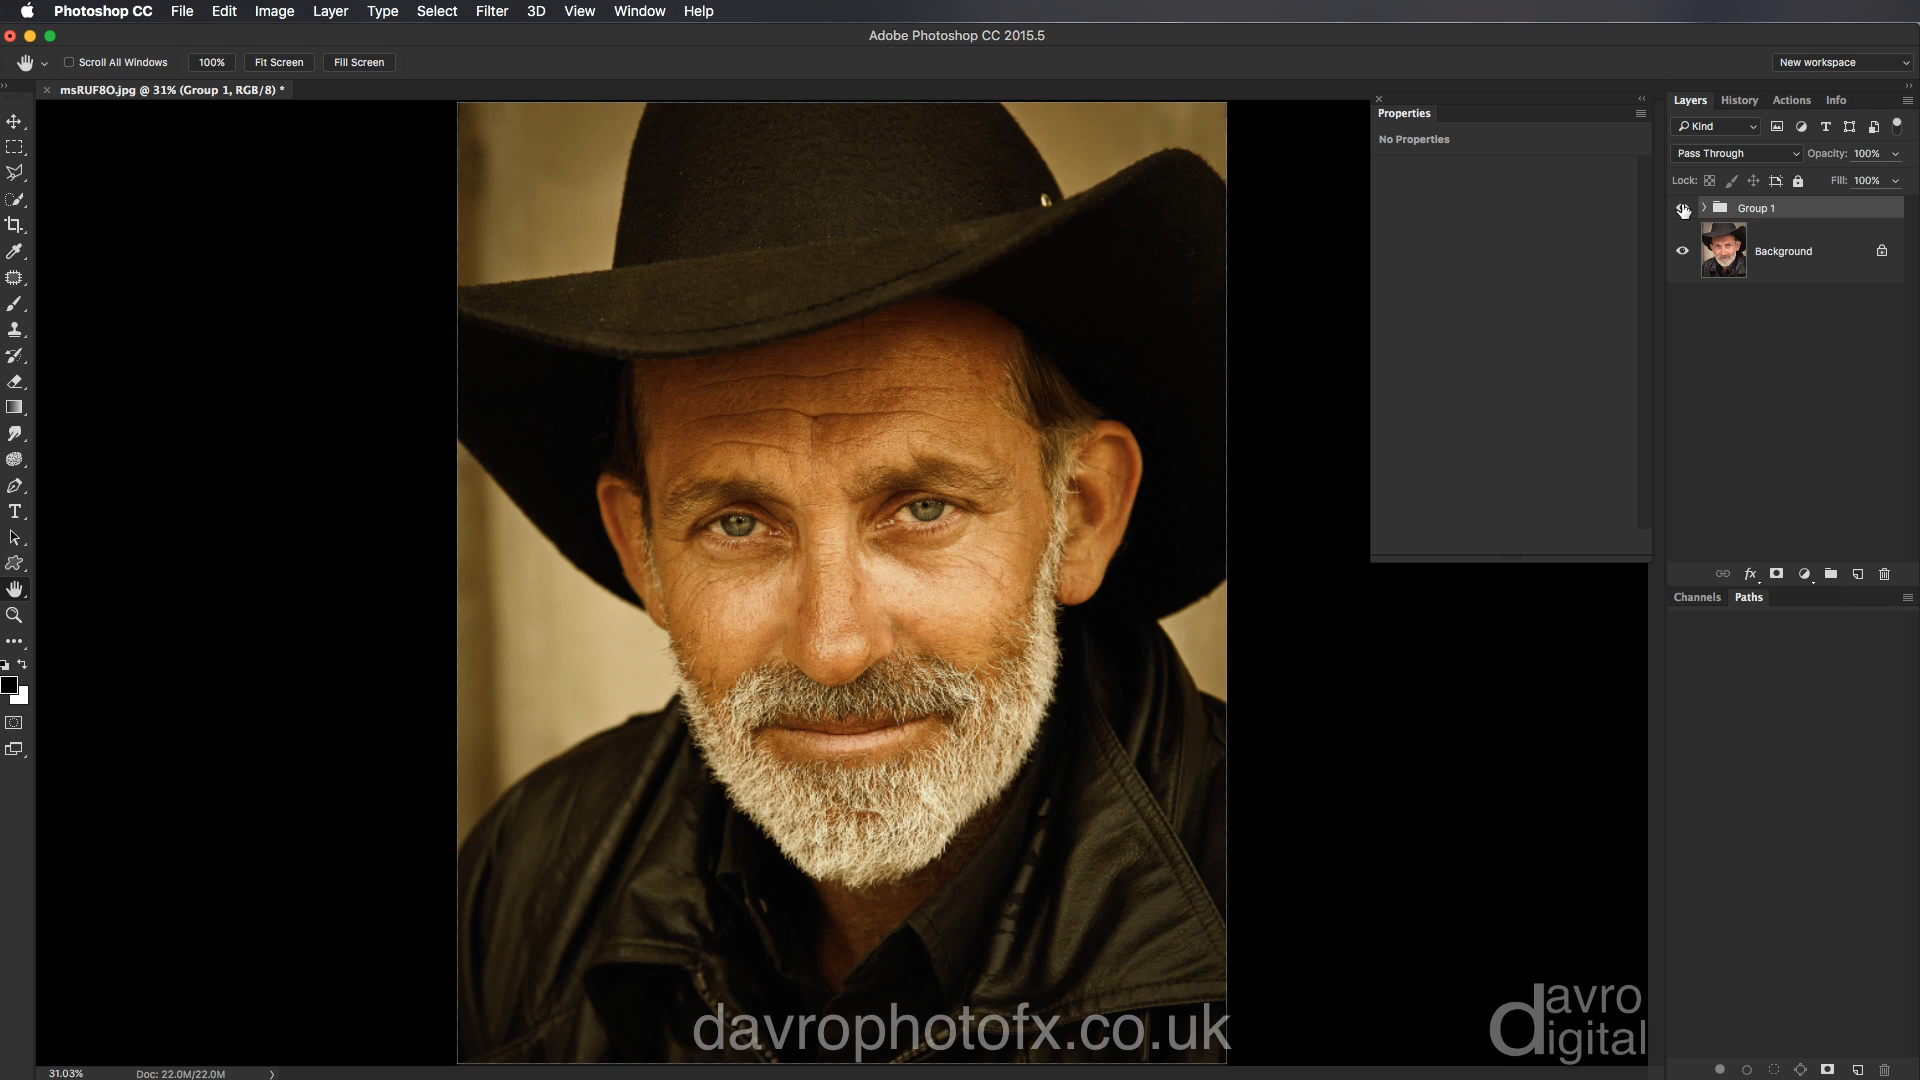 Photoshop CC File Edit Image Layer Type Select Filter 3D View Window Help
Adobe Photoshop CC 2015.5
Scroll All Windows 100% Fit Screen Fill Screen New workspace
msRUF8O.jpg @ 31% (Group 1, RGB/8) *
Properties
No Properties
Layers History Actions Info
Kind
Pass Through Opacity: 100%
Lock: Fill: 100%
Group 1
Background
fx
Channels Paths
davrophotofx.co.uk
davro
digital
31.03% Doc: 22.0M/22.0M